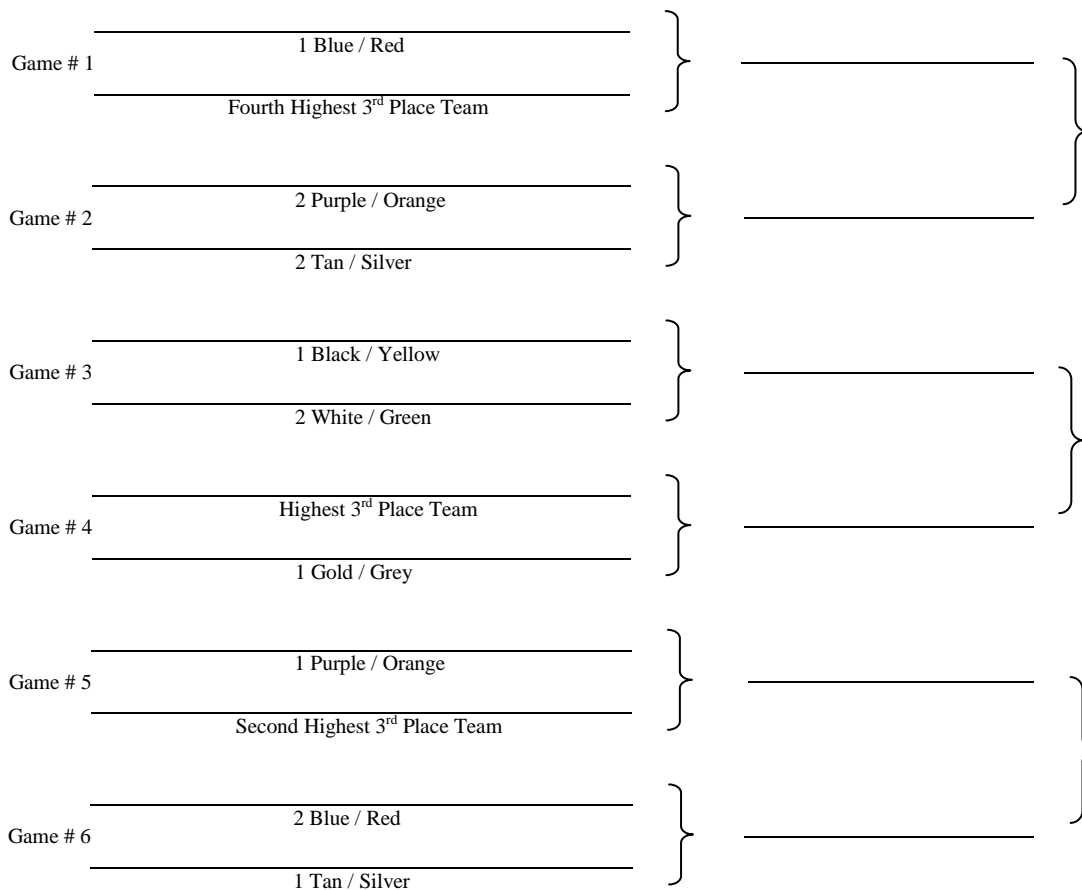 1 Blue / Red
Game # 1
Fourth Highest 3rd Place Team
2 Purple / Orange
Game # 2
2 Tan / Silver
1 Black / Yellow
Game # 3
2 White / Green
Highest 3rd Place Team
Game # 4
1 Gold / Grey
1 Purple / Orange
Game # 5
Second Highest 3rd Place Team
2 Blue / Red
Game # 6
1 Tan / Silver